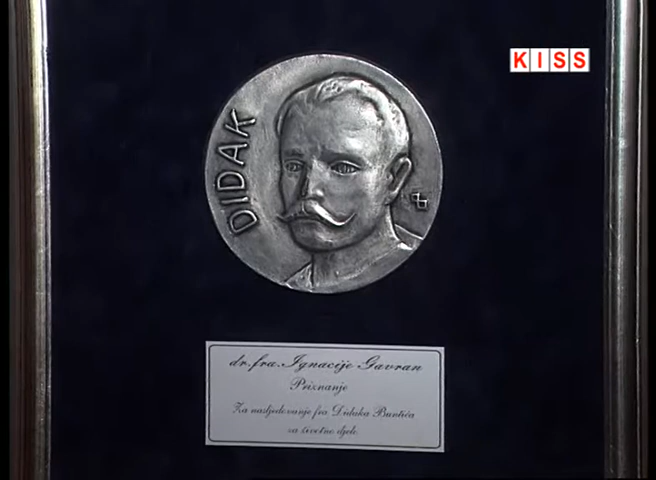 KISS
DIDAK
dr. fra. Ignacije Gavran
Priznanje
Za nasljedovanje fra Didaka Buntića
za životno djelo